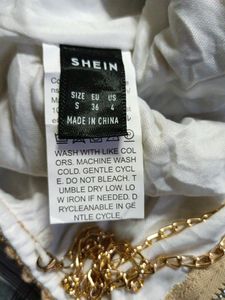 SHEIN
SIZE EU US
S 36 4
MADE IN CHINA
WASH WITH LIKE COL
ORS. MACHINE WASH
COLD. GENTLE CYCL
E. DO NOT BLEACH. T
UMBLE DRY LOW. LO
W IRON IF NEEDED. D
RYCLEANABLE IN GE
NTLE CYCLE.